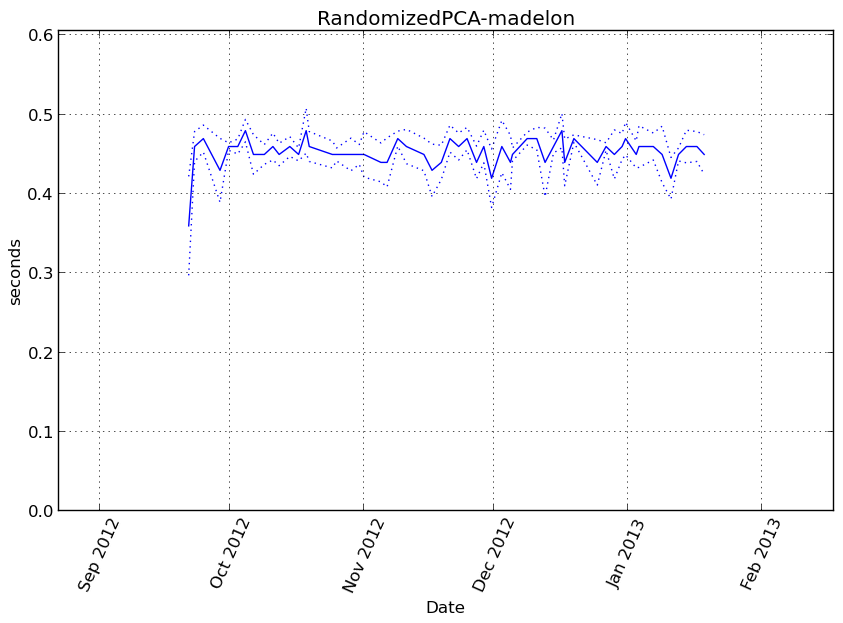 RandomizedPCA-madelon
0.6
0.5
0.4
0.3
0.2
0.1
0.0
seconds
Sep 2012
Oct 2012
Nov 2012
Dec 2012
Jan 2013
Feb 2013
Date